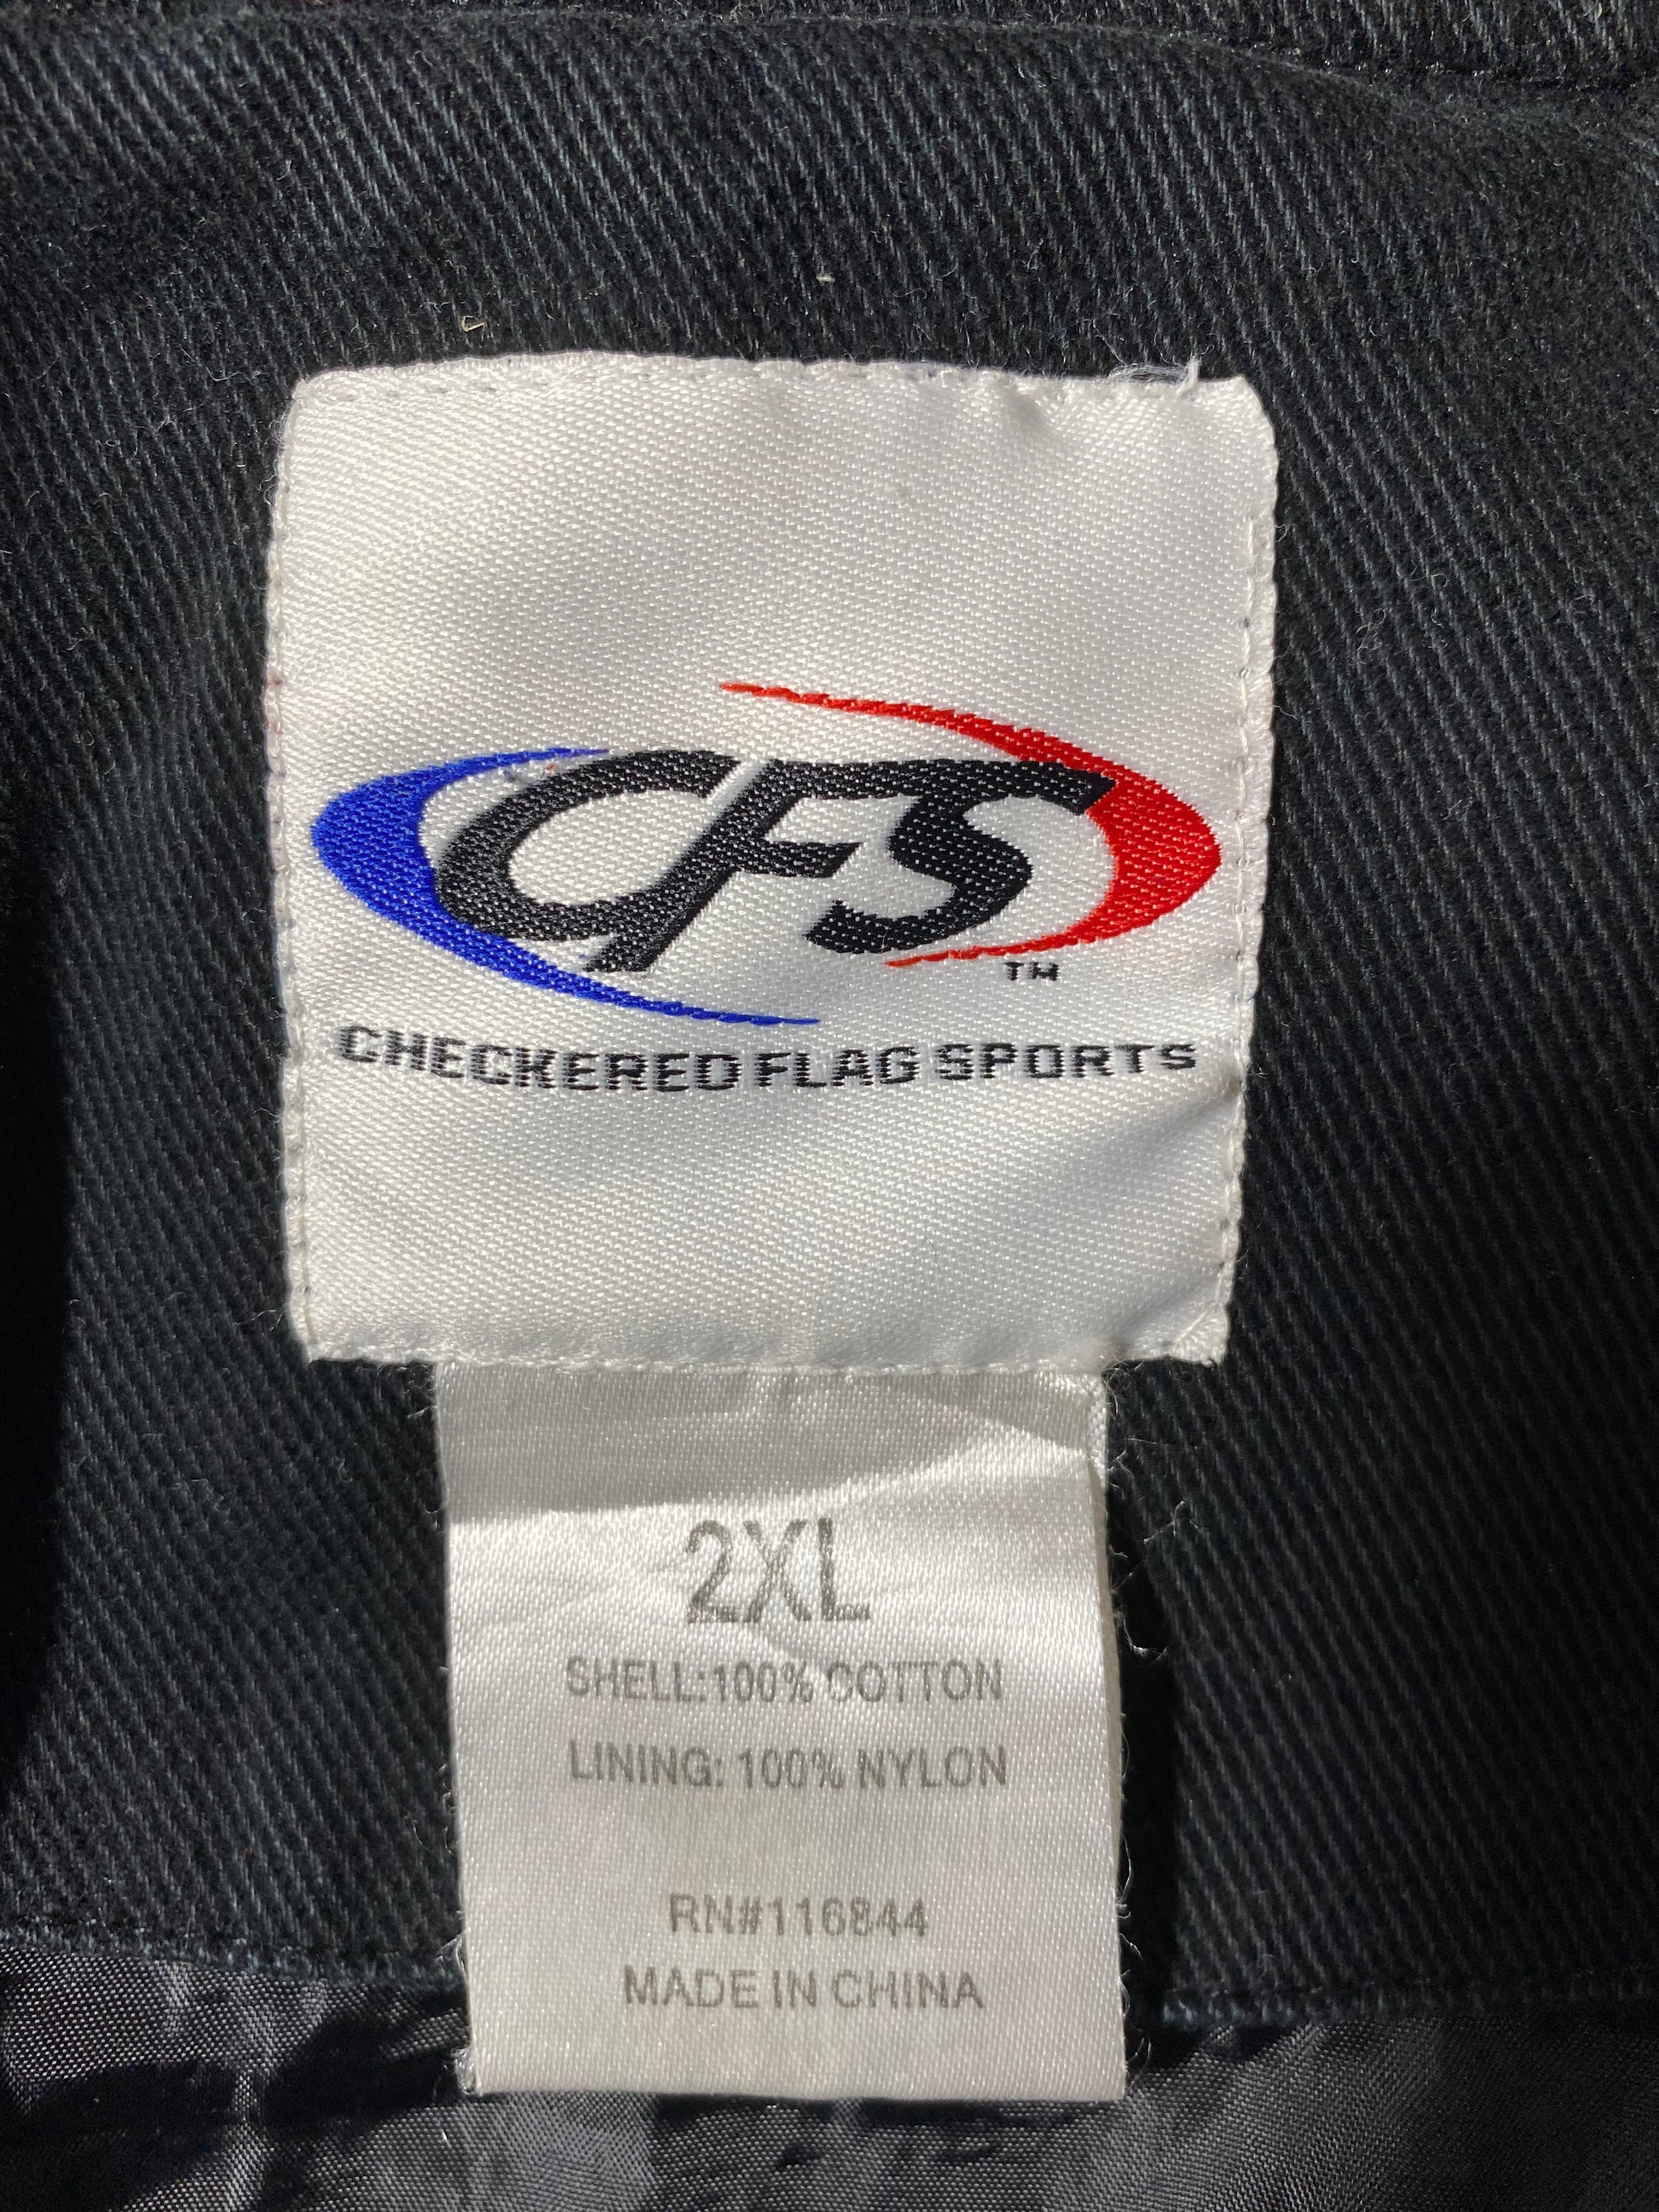 CFS
TM
CHECKERED FLAG SPORTS
2XL
SHELL:100% COTTON
LINING: 100% NYLON
RN#116844
MADE IN CHINA